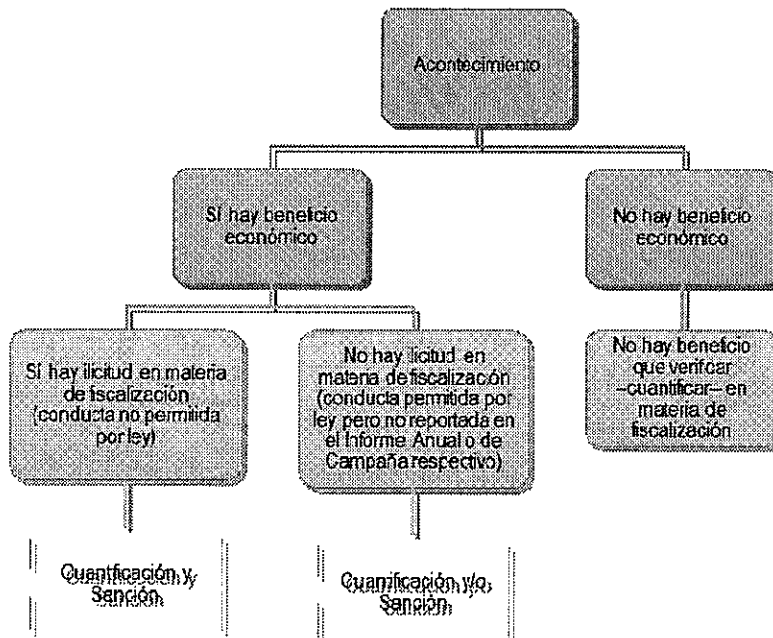 Acontecimiento
Sí hay beneficio
económico
No hay beneficio
económico
Sí hay ilicitud en materia
de fiscalización
(conducta no permitida
por ley)
No hay ilicitud en
materia de fiscalización
(conducta permitida por
ley pero no reportada en
el Informe Anual o de
Campaña respectivo)
No hay beneficio
que verificar
–cuantificar– en
materia de
fiscalización
Cuantificación y
Sanción
Cuantificación y/o
Sanción